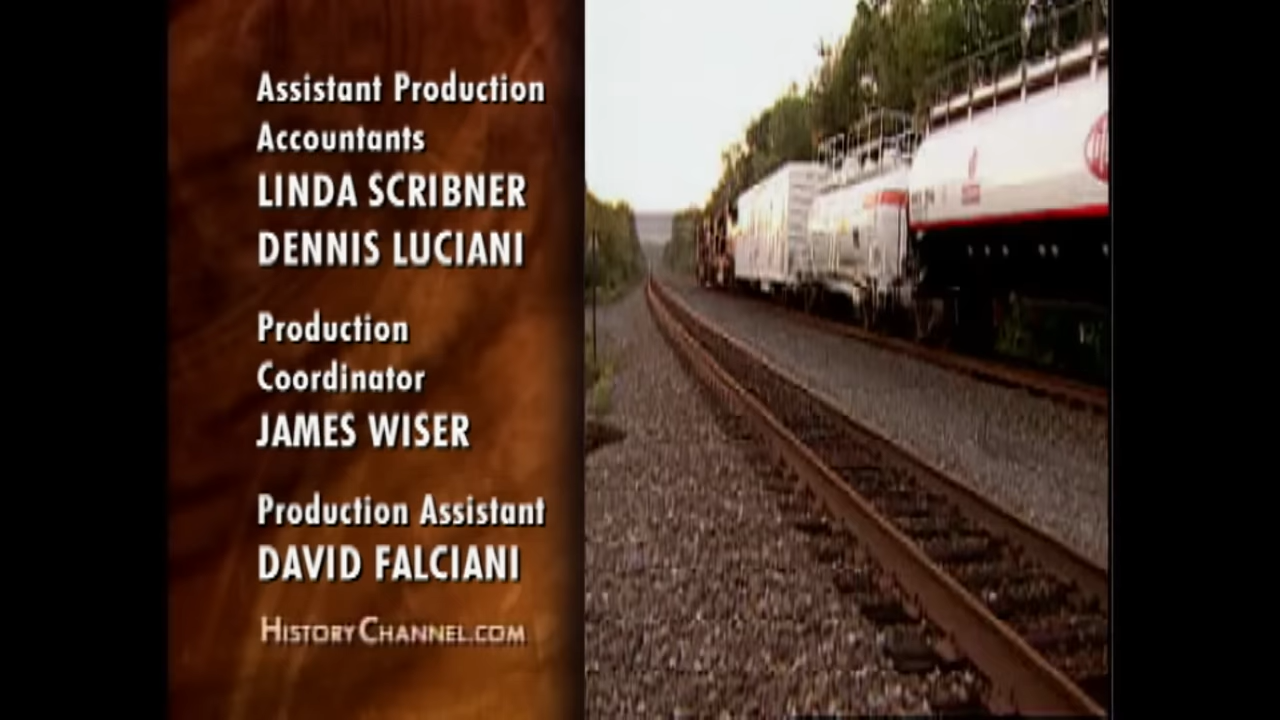 Assistant Production
Accountants
LINDA SCRIBNER
DENNIS LUCIANI
Production
Coordinator
JAMES WISER
Production Assistant
DAVID FALCIANI
HISTORYCHANNEL.COM